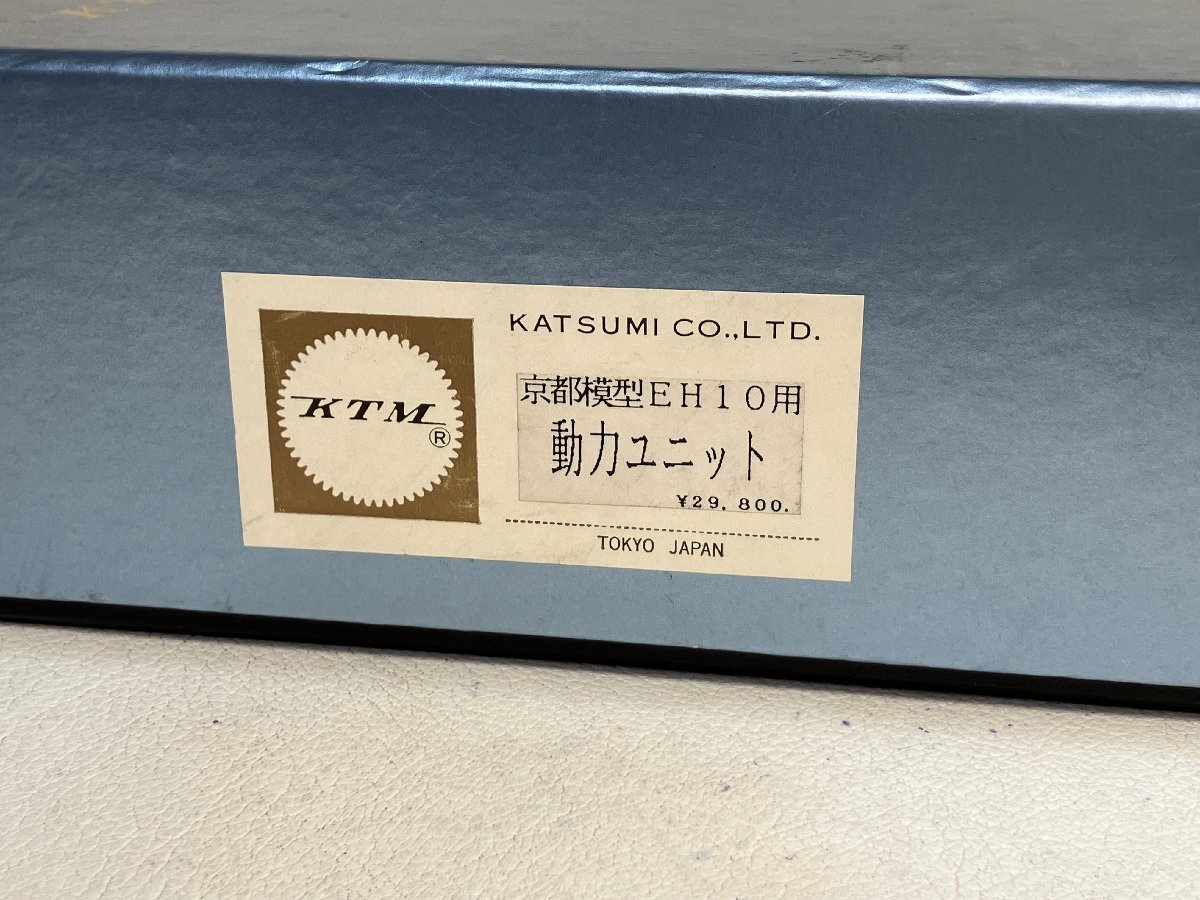 KATSUMI CO.,LTD.
KTM
®
京都模型EH10用
動力ユニット
¥29,800.
TOKYO JAPAN